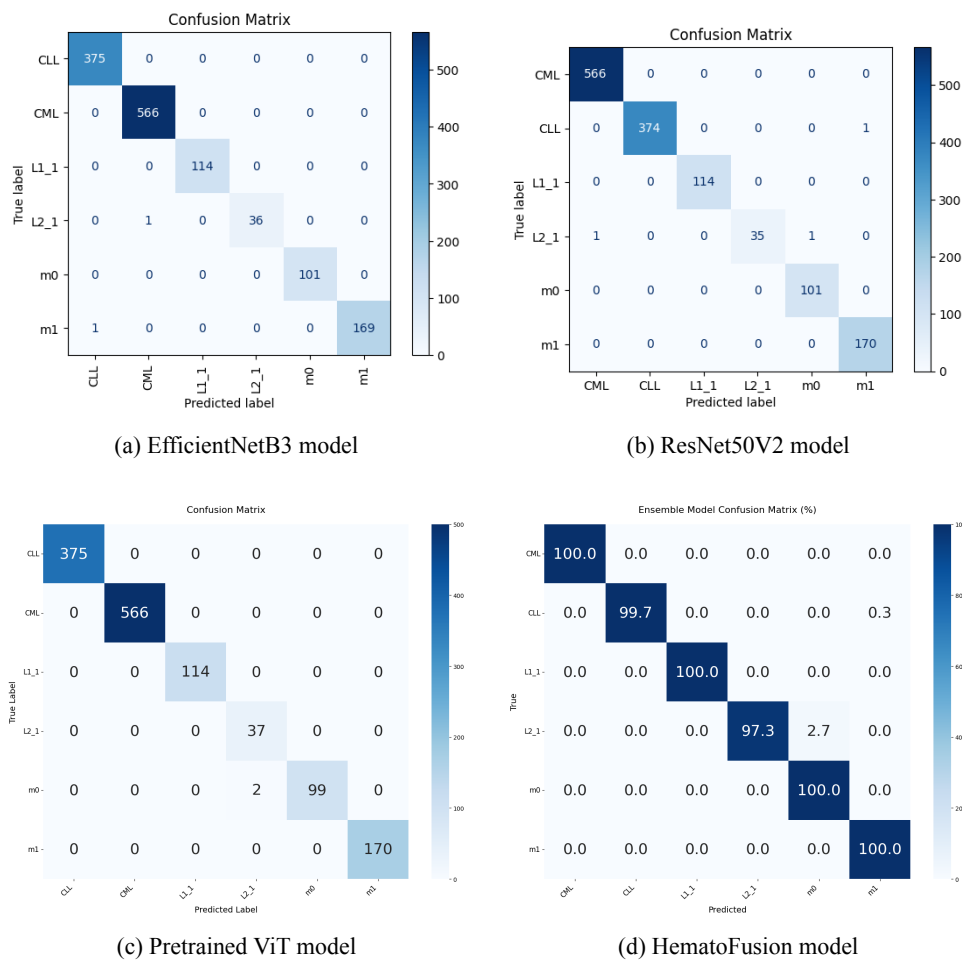 Confusion Matrix
CLL 375 0 0 0 0 0
CML 0 566 0 0 0 0
L1_1 0 0 114 0 0 0
L2_1 0 1 0 36 0 0
m0 0 0 0 0 101 0
m1 1 0 0 0 0 169
CLL CML L1_1 L2_1 m0 m1
Predicted label
True label
500
400
300
200
100
0
(a) EfficientNetB3 model
Confusion Matrix
CML 566 0 0 0 0 0
CLL 0 374 0 0 0 1
L1_1 0 0 114 0 0 0
L2_1 1 0 0 35 1 0
m0 0 0 0 0 101 0
m1 0 0 0 0 0 170
CML CLL L1_1 L2_1 m0 m1
Predicted label
True label
500
400
300
200
100
0
(b) ResNet50V2 model
Confusion Matrix
CLL 375 0 0 0 0 0
CML 0 566 0 0 0 0
L1_1 0 0 114 0 0 0
L2_1 0 0 0 37 0 0
m0 0 0 0 2 99 0
m1 0 0 0 0 0 170
CLL CML L1_1 L2_1 m0 m1
Predicted Label
True Label
500
400
300
200
100
0
(c) Pretrained ViT model
Ensemble Model Confusion Matrix (%)
CML 100.0 0.0 0.0 0.0 0.0 0.0
CLL 0.0 99.7 0.0 0.0 0.0 0.3
L1_1 0.0 0.0 100.0 0.0 0.0 0.0
L2_1 0.0 0.0 0.0 97.3 2.7 0.0
m0 0.0 0.0 0.0 0.0 100.0 0.0
m1 0.0 0.0 0.0 0.0 0.0 100.0
CML CLL L1_1 L2_1 m0 m1
Predicted
True
80
60
40
20
0
(d) HematoFusion model